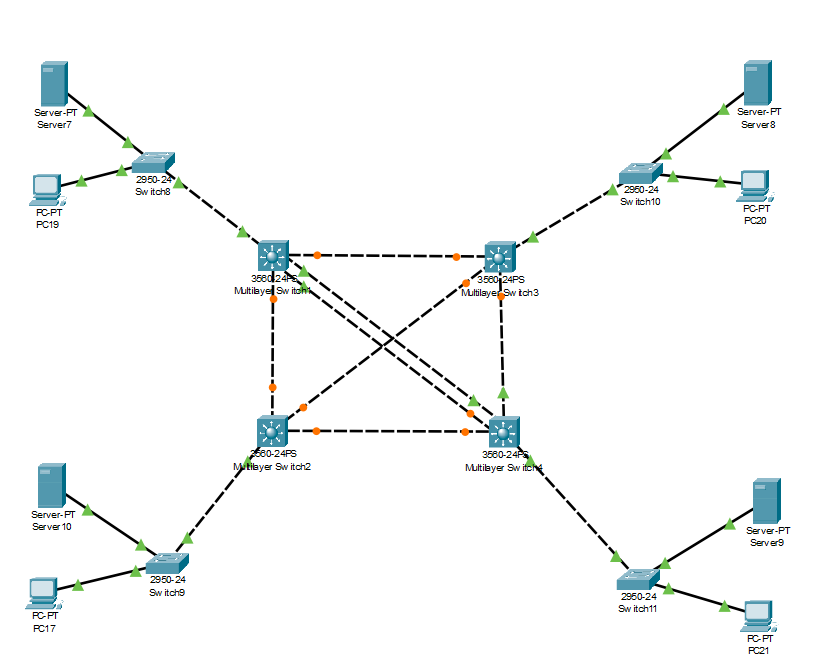 Server-PT
Server7
Server-PT
Server8
2950-24
Switch8
2950-24
Switch10
PC-PT
PC19
PC-PT
PC20
3560-24PS
Multilayer Switch1
3560-24PS
Multilayer Switch3
3560-24PS
Multilayer Switch2
3560-24PS
Multilayer Switch4
Server-PT
Server10
Server-PT
Server9
2950-24
Switch9
2950-24
Switch11
PC-PT
PC17
PC-PT
PC21